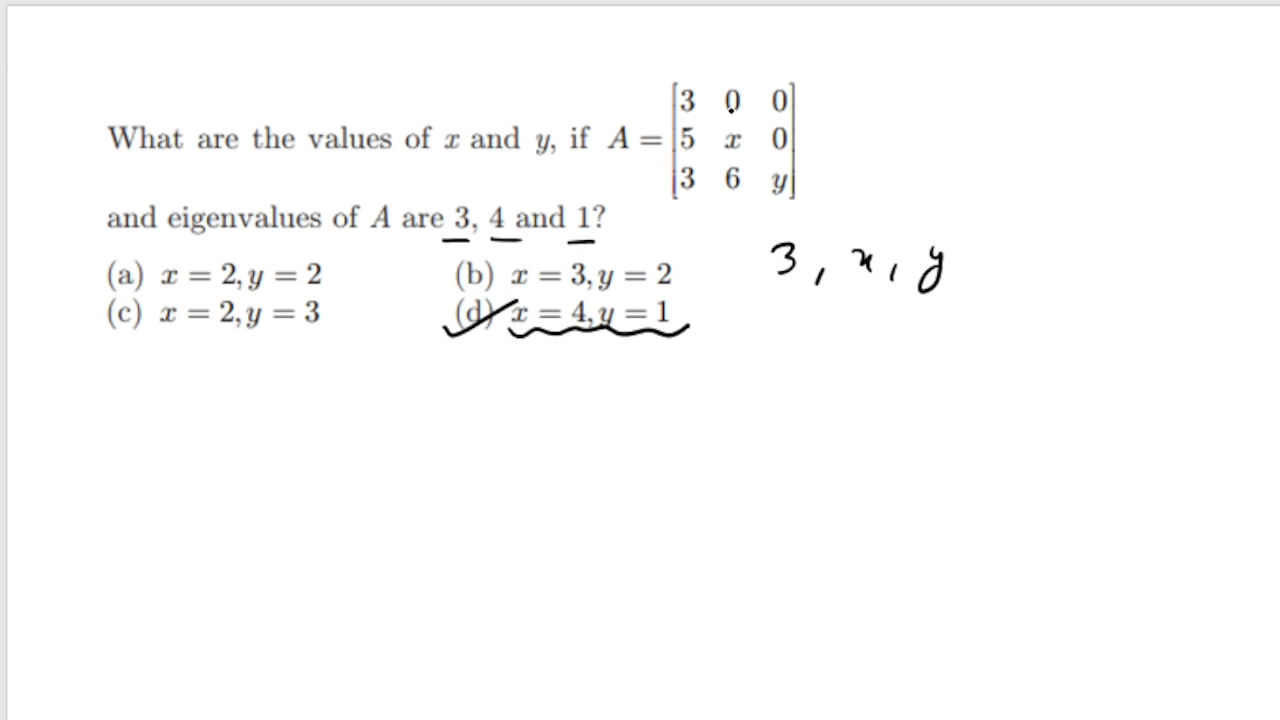 What are the values of x and y, if A = [3 0 0
5 x 0
3 6 y]
and eigenvalues of A are 3, 4 and 1?
(a) x = 2, y = 2 (b) x = 3, y = 2
(c) x = 2, y = 3 (d) x = 4, y = 1
3, x, y